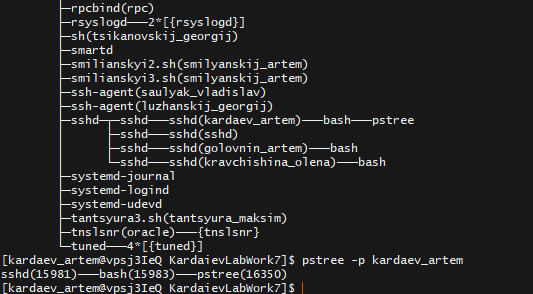 ├─rpcbind(rpc)
├─rsyslogd───2*[{rsyslogd}]
├─sh(tsikanovskij_georgij)
├─smartd
├─smilianskyi2.sh(smilyanskij_artem)
├─smilianskyi3.sh(smilyanskij_artem)
├─ssh-agent(saulyak_vladislav)
├─ssh-agent(luzhanskij_georgij)
├─sshd─┬─sshd───sshd(kardaev_artem)───bash───pstree
│      ├─sshd───sshd(sshd)
│      ├─sshd───sshd(golovnin_artem)───bash
│      └─sshd───sshd(kravchishina_olena)───bash
├─systemd-journal
├─systemd-logind
├─systemd-udevd
├─tantsyura3.sh(tantsyura_maksim)
├─tnslsnr(oracle)───{tnslsnr}
└─tuned───4*[{tuned}]
[kardaev_artem@vpsj3IeQ KardaievLabWork7]$ pstree -p kardaev_artem
sshd(15981)───bash(15983)───pstree(16350)
[kardaev_artem@vpsj3IeQ KardaievLabWork7]$